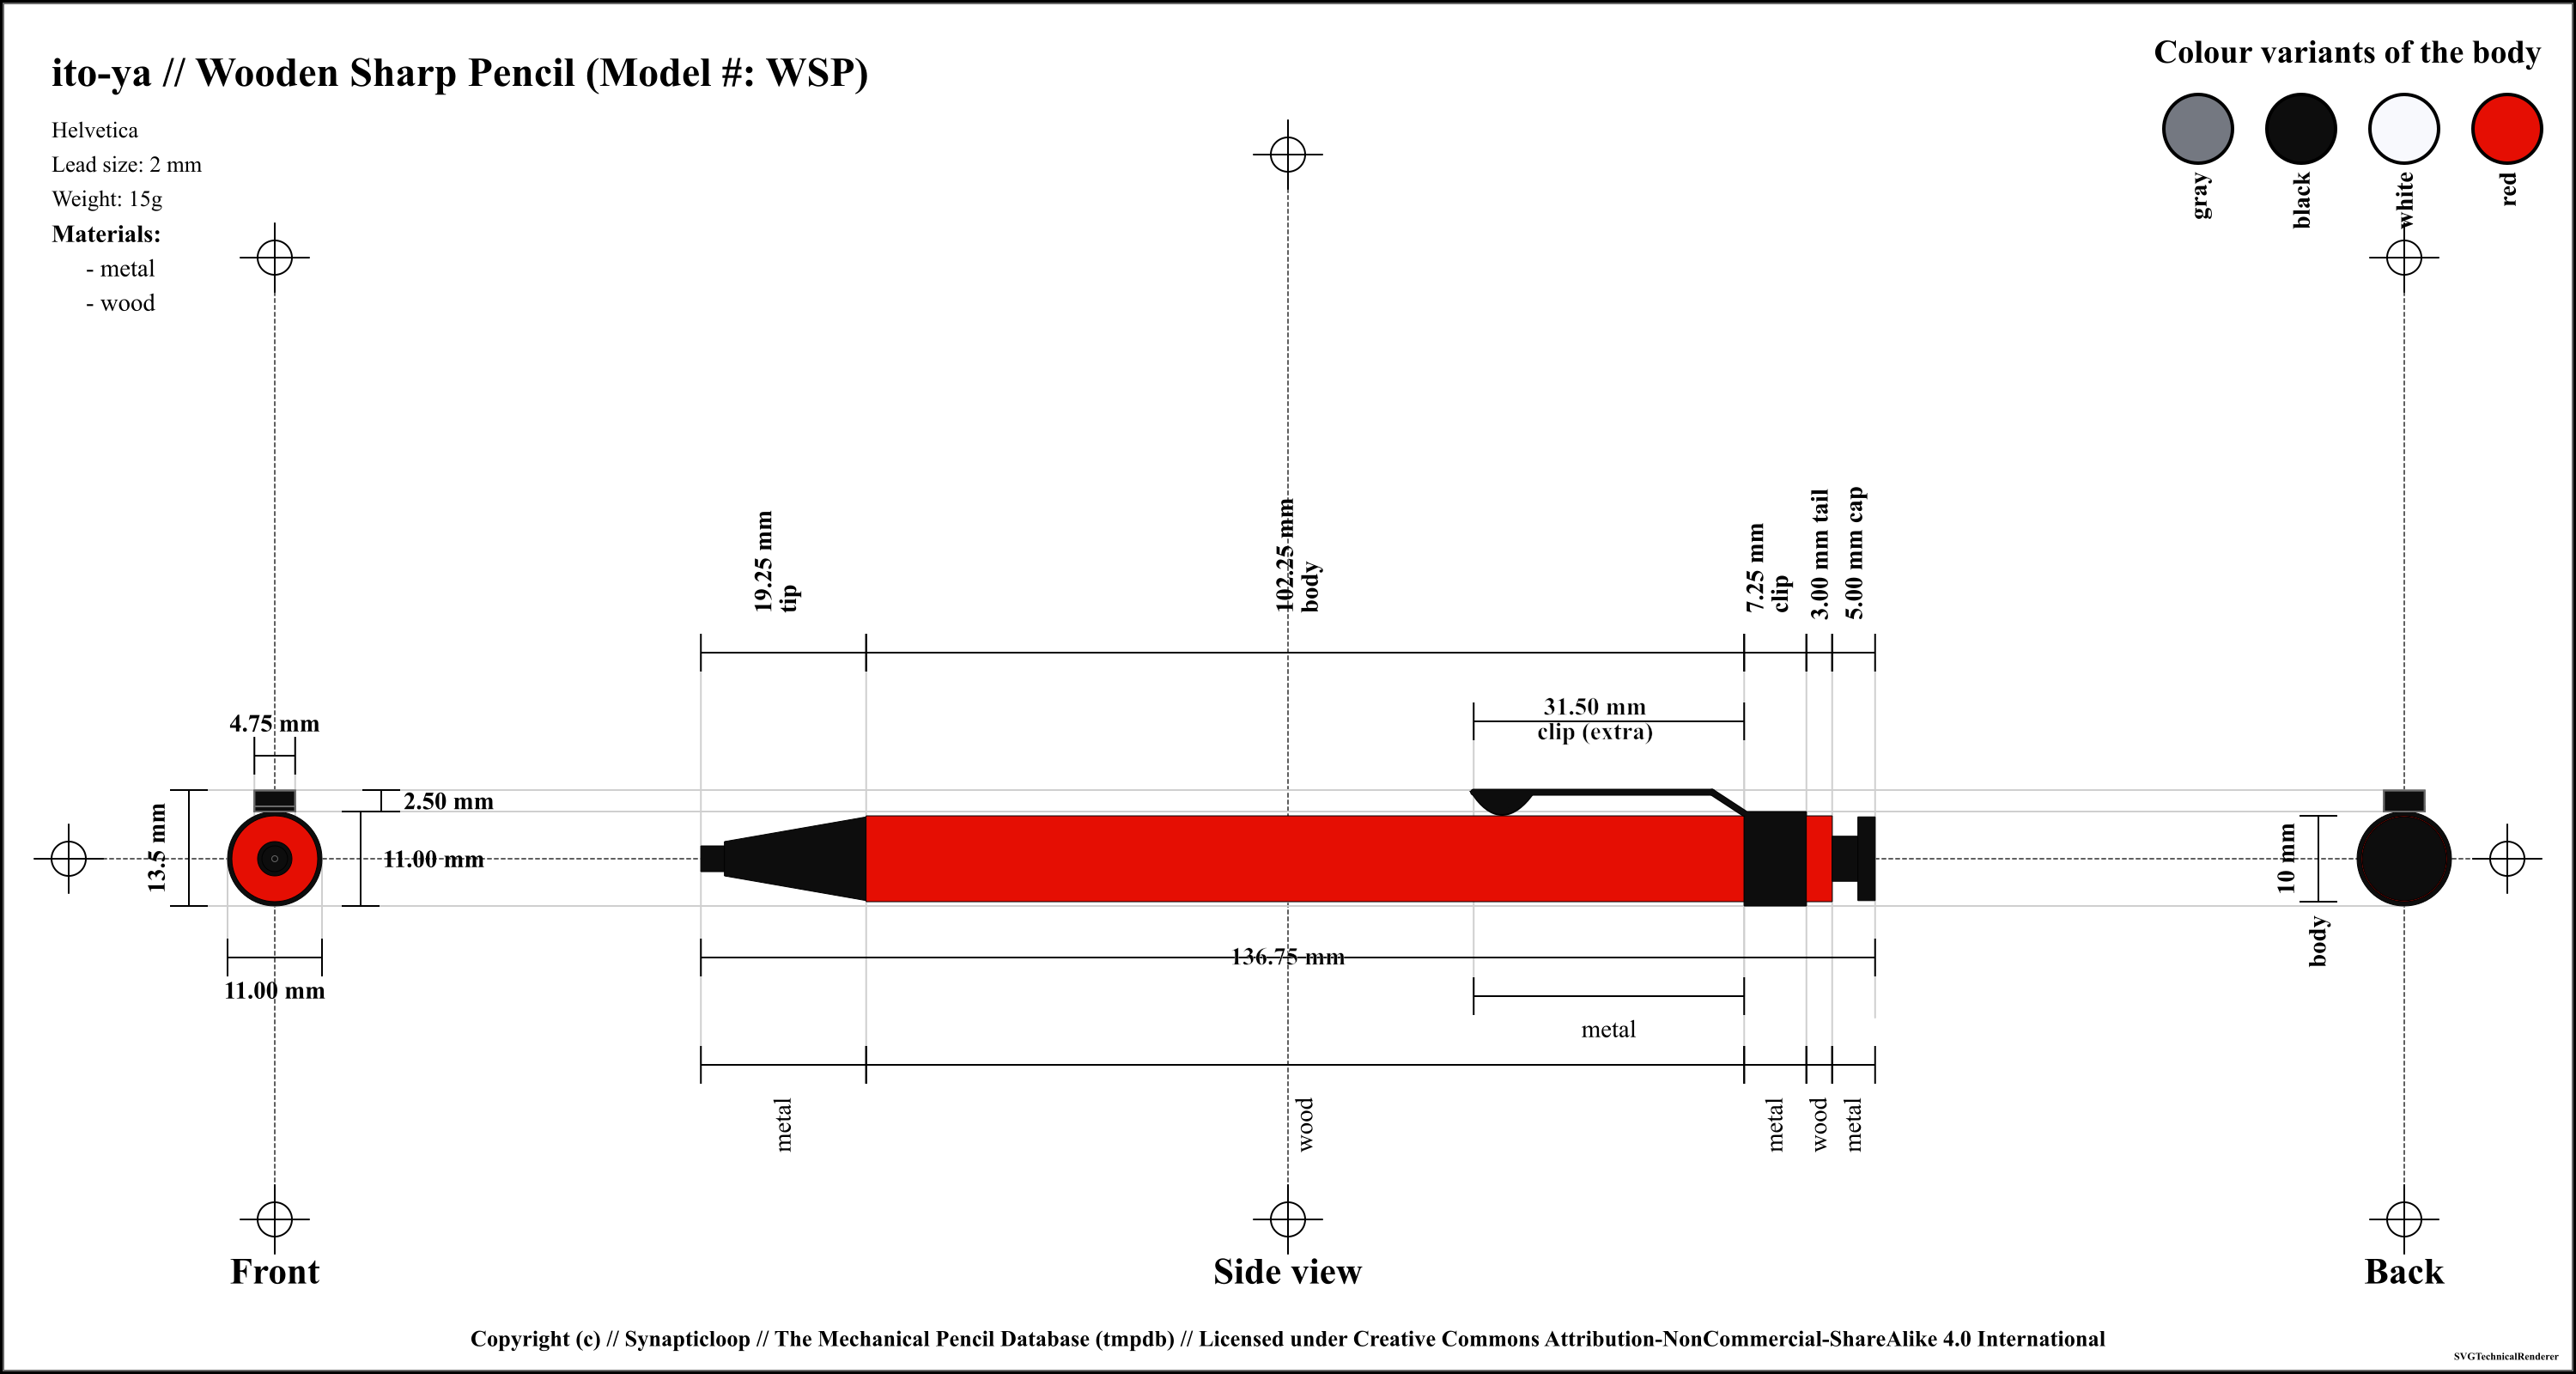 ito-ya // Wooden Sharp Pencil (Model #: WSP)
Helvetica
Lead size: 2 mm
Weight: 15g
Materials:
- metal
- wood
Colour variants of the body
gray
black
white
red
19.25 mm
tip
102.25 mm
body
7.25 mm
clip
3.00 mm tail
5.00 mm cap
31.50 mm
clip (extra)
4.75 mm
2.50 mm
13.5 mm
11.00 mm
11.00 mm
10 mm
body
136.75 mm
metal
metal
wood
metal
wood
metal
Front
Side view
Back
Copyright (c) // Synapticloop // The Mechanical Pencil Database (tmpdb) // Licensed under Creative Commons Attribution-NonCommercial-ShareAlike 4.0 International
SVGTechnicalRenderer